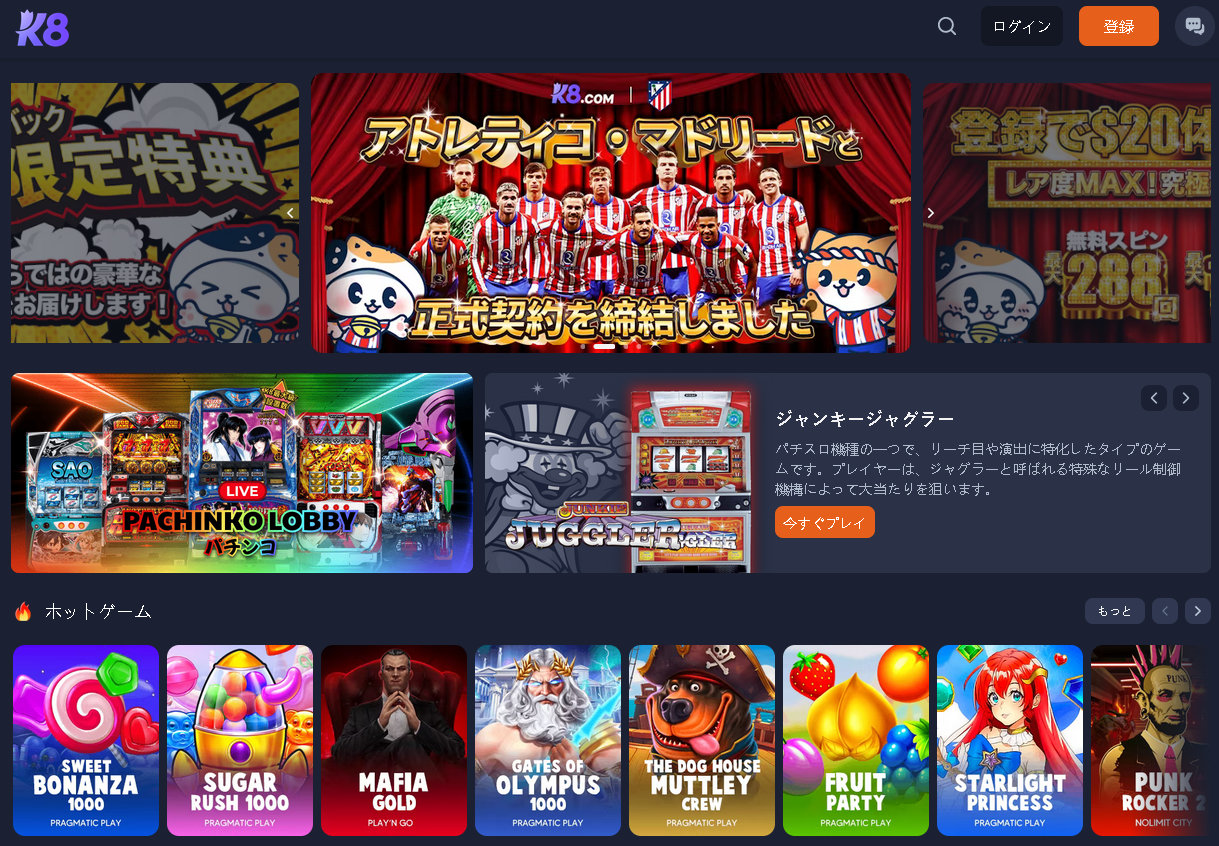 K8
ログイン
登録
バック
限定特典
らではの豪華な
お届けします！
K8.COM
アトレティコ・マドリードと
正式契約を締結しました
登録で$20体
レア度MAX！究極
無料スピン
最大
288回
K8最大級
設置数
SAO
LIVE
PACHINKO LOBBY
パチンコ
JUNKIE
JUGGLER
ジャンキージャグラー
パチスロ機種の一つで、リーチ目や演出に特化したタイプのゲー
ムです。プレイヤーは、ジャグラーと呼ばれる特殊なリール制御
機構によって大当たりを狙います。
今すぐプレイ
ホットゲーム
もっと
SWEET
BONANZA
1000
PRAGMATIC PLAY
SUGAR
RUSH 1000
PRAGMATIC PLAY
MAFIA
GOLD
PLAY'N GO
GATES OF
OLYMPUS
1000
PRAGMATIC PLAY
THE DOG HOUSE
MUTTLEY
CREW
PRAGMATIC PLAY
FRUIT
PARTY
PRAGMATIC PLAY
STARLIGHT
PRINCESS
PRAGMATIC PLAY
PUNK
PUNK
ROCKER 2
NOLIMIT CITY